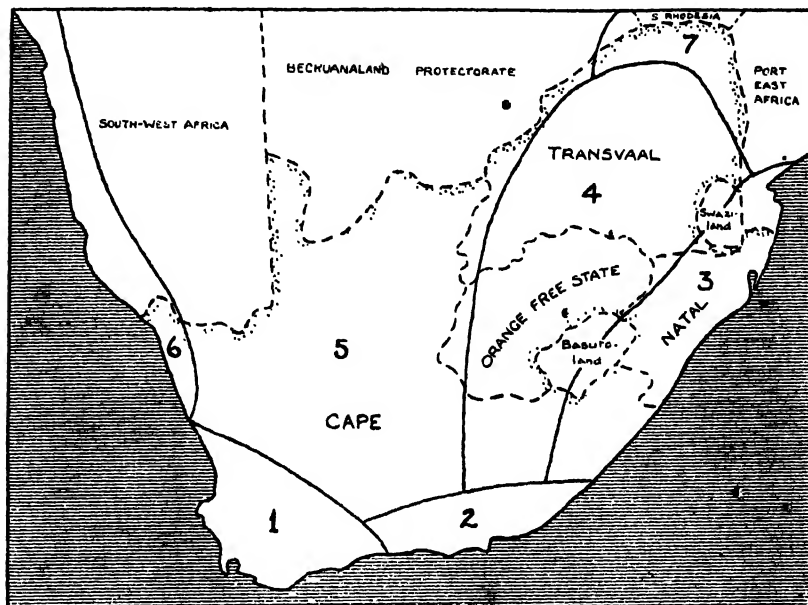 S. RHODESIA
7
BECHUANALAND PROTECTORATE
PORT
EAST
AFRICA
SOUTH-WEST AFRICA
TRANSVAAL
4
Swazi-
land
3
NATAL
ORANGE FREE STATE
Basuto-
land
6
5
CAPE
1
2